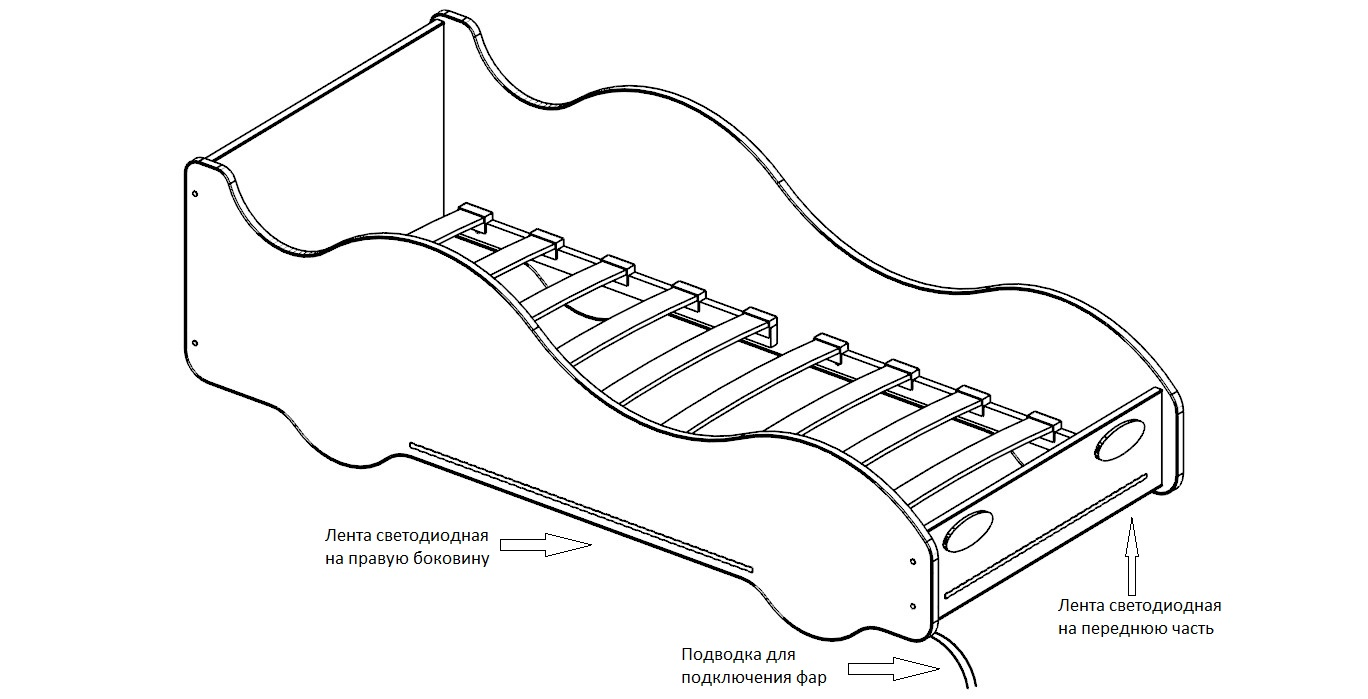 Лента светодиодная
на правую боковину
Лента светодиодная
на переднюю часть
Подводка для
подключения фар